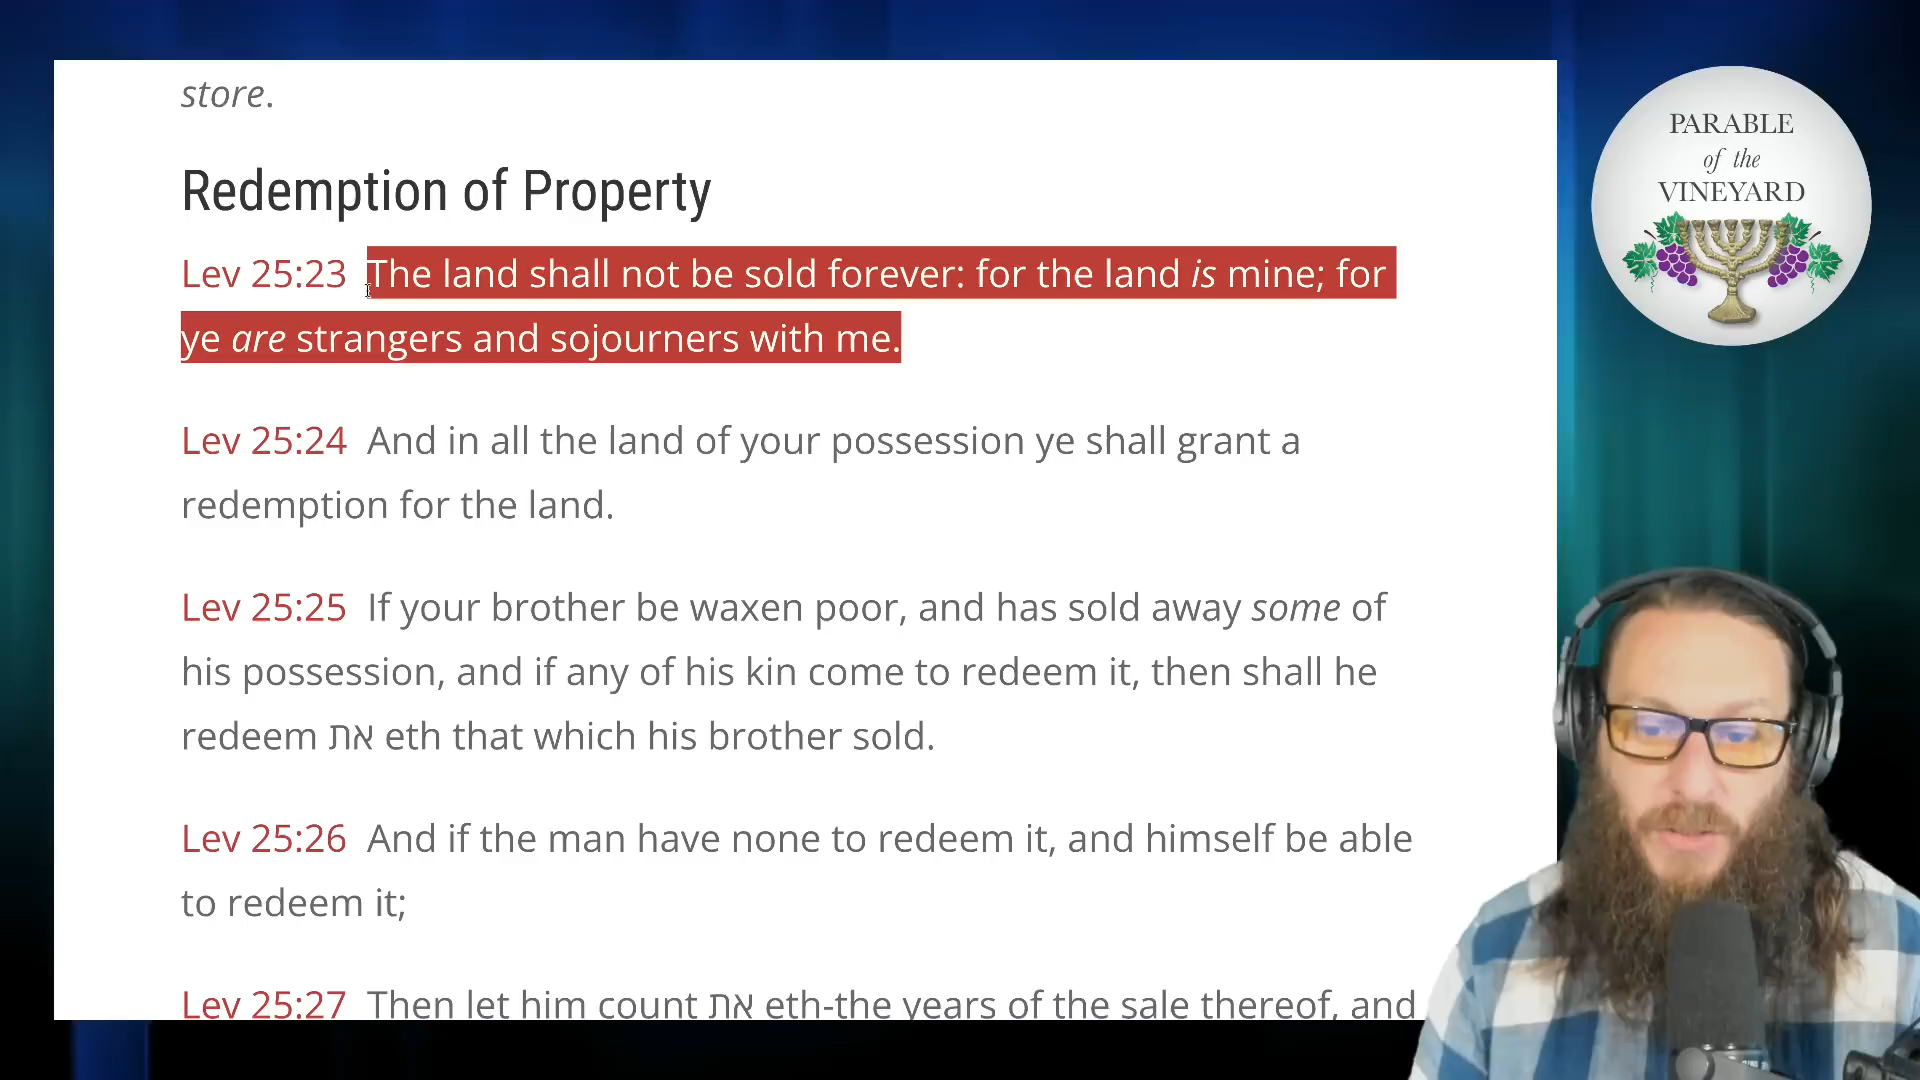 store.
Redemption of Property
Lev 25:23 The land shall not be sold forever: for the land is mine; for
ye are strangers and sojourners with me.
Lev 25:24 And in all the land of your possession ye shall grant a
redemption for the land.
Lev 25:25 If your brother be waxen poor, and has sold away some of
his possession, and if any of his kin come to redeem it, then shall he
redeem את eth that which his brother sold.
Lev 25:26 And if the man have none to redeem it, and himself be able
to redeem it;
Lev 25:27 Then let him count את eth-the years of the sale thereof, and
PARABLE
of the
VINEYARD